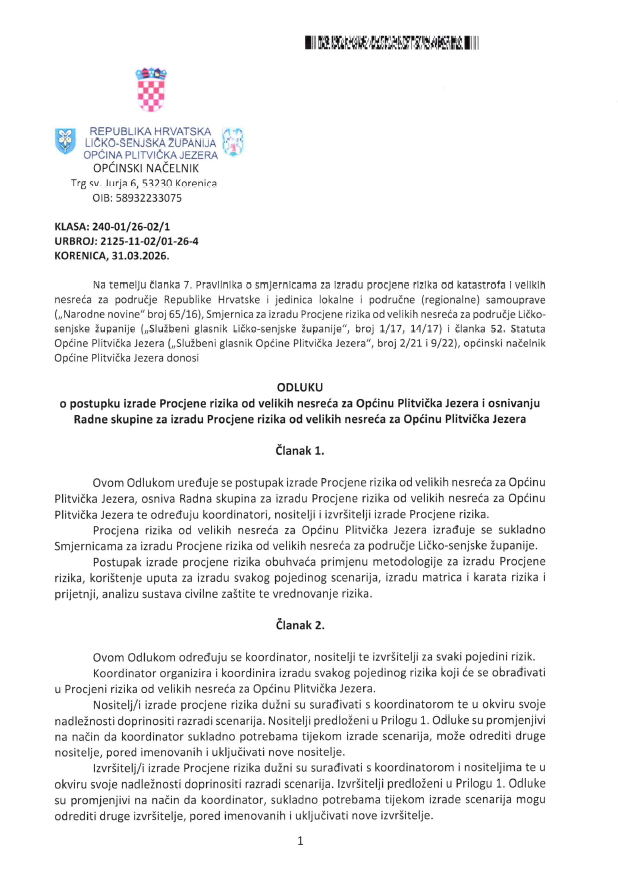 REPUBLIKA HRVATSKA
LIČKO-SENJSKA ŽUPANIJA
OPĆINA PLITVIČKA JEZERA
OPĆINSKI NAČELNIK
Trg sv. Jurja 6, 53230 Korenica
OIB: 58932233075
KLASA: 240-01/26-02/1
URBROJ: 2125-11-02/01-26-4
KORENICA, 31.03.2026.
Na temelju članka 7. Pravilnika o smjernicama za izradu procjene rizika od katastrofa i velikih
nesreća za područje Republike Hrvatske i jedinica lokalne i područne (regionalne) samouprave
(„Narodne novine" broj 65/16), Smjernica za izradu Procjene rizika od velikih nesreća za područje Ličko-
senjske županije („Službeni glasnik Ličko-senjske županije", broj 1/17, 14/17) i članka 52. Statuta
Općine Plitvička Jezera („Službeni glasnik Općine Plitvička Jezera", broj 2/21 i 9/22), općinski načelnik
Općine Plitvička Jezera donosi
ODLUKU
o postupku izrade Procjene rizika od velikih nesreća za Općinu Plitvička Jezera i osnivanju
Radne skupine za izradu Procjene rizika od velikih nesreća za Općinu Plitvička Jezera
Članak 1.
Ovom Odlukom uređuje se postupak izrade Procjene rizika od velikih nesreća za Općinu
Plitvička Jezera, osniva Radna skupina za izradu Procjene rizika od velikih nesreća za Općinu
Plitvička Jezera te određuju koordinatori, nositelji i izvršitelji izrade Procjene rizika.
Procjena rizika od velikih nesreća za Općinu Plitvička Jezera izrađuje se sukladno
Smjernicama za izradu Procjene rizika od velikih nesreća za područje Ličko-senjske županije.
Postupak izrade procjene rizika obuhvaća primjenu metodologije za izradu Procjene
rizika, korištenje uputa za izradu svakog pojedinog scenarija, izradu matrica i karata rizika i
prijetnji, analizu sustava civilne zaštite te vrednovanje rizika.
Članak 2.
Ovom Odlukom određuju se koordinator, nositelji te izvršitelji za svaki pojedini rizik.
Koordinator organizira i koordinira izradu svakog pojedinog rizika koji će se obrađivati
u Procjeni rizika od velikih nesreća za Općinu Plitvička Jezera.
Nositelj/i izrade procjene rizika dužni su surađivati s koordinatorom te u okviru svoje
nadležnosti doprinositi razradi scenarija. Nositelji predloženi u Prilogu 1. Odluke su promjenjivi
na način da koordinator sukladno potrebama tijekom izrade scenarija, može odrediti druge
nositelje, pored imenovanih i uključivati nove nositelje.
Izvršitelj/i izrade Procjene rizika dužni su surađivati s koordinatorom i nositeljima te u
okviru svoje nadležnosti doprinositi razradi scenarija. Izvršitelji predloženi u Prilogu 1. Odluke
su promjenjivi na način da koordinator, sukladno potrebama tijekom izrade scenarija mogu
odrediti druge izvršitelje, pored imenovanih i uključivati nove izvršitelje.
1